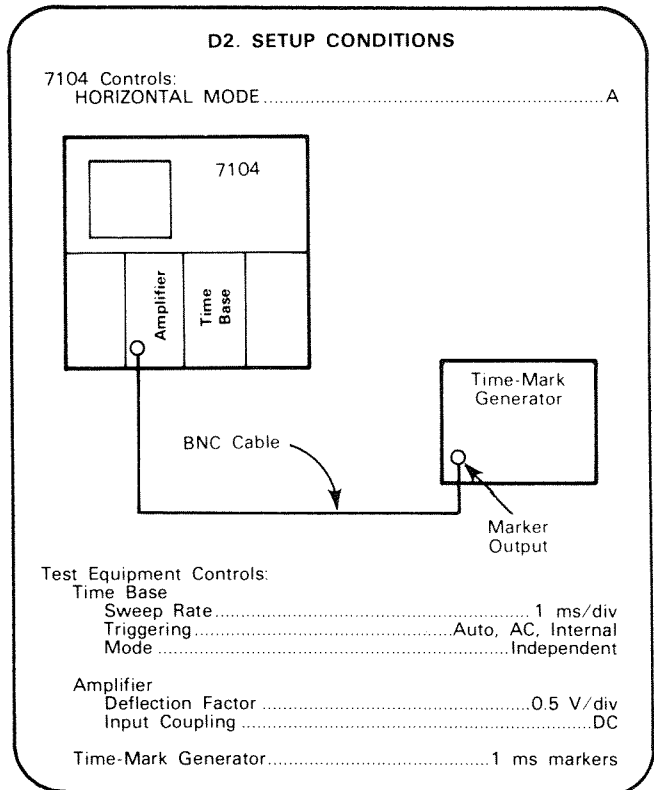 D2. SETUP CONDITIONS
7104 Controls:
HORIZONTAL MODE..........................................................A
7104
Amplifier
Time
Base
Time-Mark
Generator
BNC Cable
Marker
Output
Test Equipment Controls:
Time Base
Sweep Rate.....................................................1 ms/div
Triggering...........................................Auto, AC, Internal
Mode.......................................................Independent
Amplifier
Deflection Factor.............................................0.5 V/div
Input Coupling.........................................................DC
Time-Mark Generator........................................1 ms markers